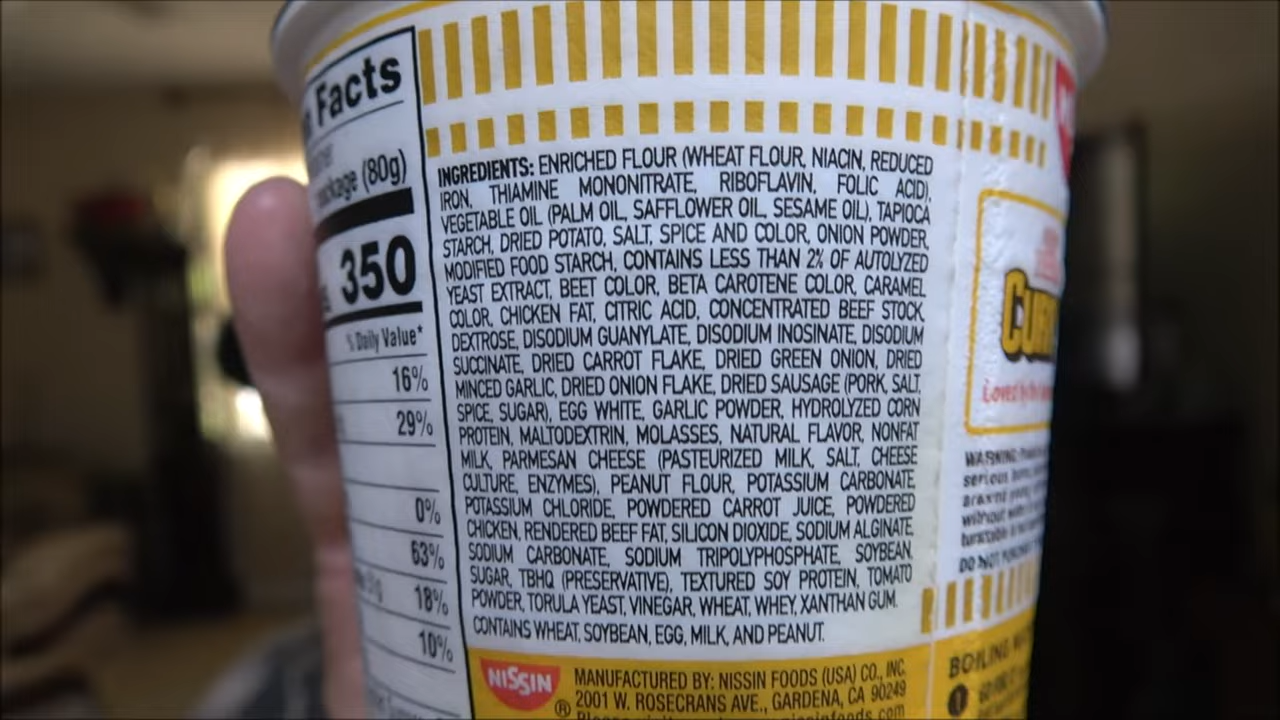 Facts
(80g)
350
% Daily Value*
16%
29%
0%
63%
18%
10%
INGREDIENTS: ENRICHED FLOUR (WHEAT FLOUR, NIACIN, REDUCED
IRON, THIAMINE MONONITRATE, RIBOFLAVIN, FOLIC ACID),
VEGETABLE OIL (PALM OIL, SAFFLOWER OIL, SESAME OIL), TAPIOCA
STARCH, DRIED POTATO, SALT, SPICE AND COLOR, ONION POWDER,
MODIFIED FOOD STARCH, CONTAINS LESS THAN 2% OF AUTOLYZED
YEAST EXTRACT, BEET COLOR, BETA CAROTENE COLOR, CARAMEL
COLOR, CHICKEN FAT, CITRIC ACID, CONCENTRATED BEEF STOCK,
DEXTROSE, DISODIUM GUANYLATE, DISODIUM INOSINATE, DISODIUM
SUCCINATE, DRIED CARROT FLAKE, DRIED GREEN ONION, DRIED
MINCED GARLIC, DRIED ONION FLAKE, DRIED SAUSAGE (PORK, SALT,
SPICE, SUGAR), EGG WHITE, GARLIC POWDER, HYDROLYZED CORN
PROTEIN, MALTODEXTRIN, MOLASSES, NATURAL FLAVOR, NONFAT
MILK, PARMESAN CHEESE (PASTEURIZED MILK, SALT, CHEESE
CULTURE, ENZYMES), PEANUT FLOUR, POTASSIUM CARBONATE,
POTASSIUM CHLORIDE, POWDERED CARROT JUICE, POWDERED
CHICKEN, RENDERED BEEF FAT, SILICON DIOXIDE, SODIUM ALGINATE,
SODIUM CARBONATE, SODIUM TRIPOLYPHOSPHATE, SOYBEAN,
SUGAR, TBHQ (PRESERVATIVE), TEXTURED SOY PROTEIN, TOMATO
POWDER, TORULA YEAST, VINEGAR, WHEAT, WHEY, XANTHAN GUM.
CONTAINS WHEAT, SOYBEAN, EGG, MILK, AND PEANUT.
NISSIN®
MANUFACTURED BY: NISSIN FOODS (USA) CO., INC.
2001 W. ROSECRANS AVE., GARDENA, CA 90249
WARNING:
serious
without
DO NOT
BOILING